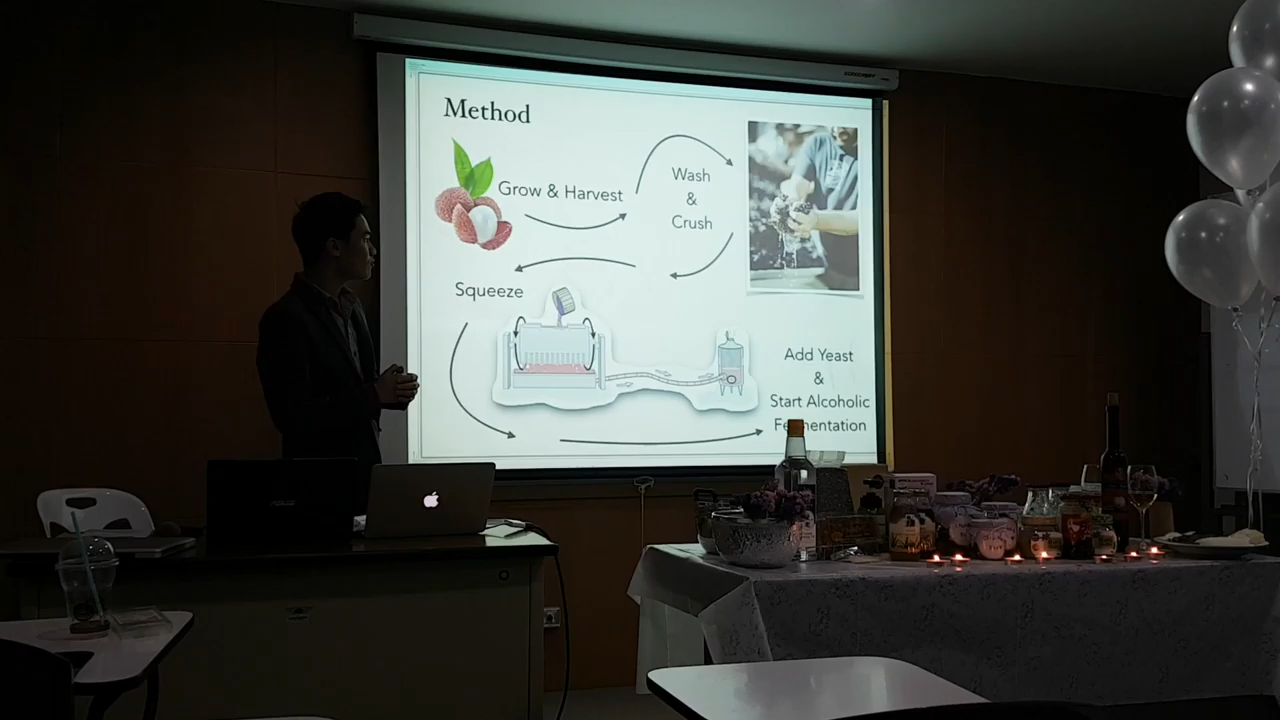 Method
Grow & Harvest
Wash
&
Crush
Squeeze
Add Yeast
&
Start Alcoholic
Fermentation